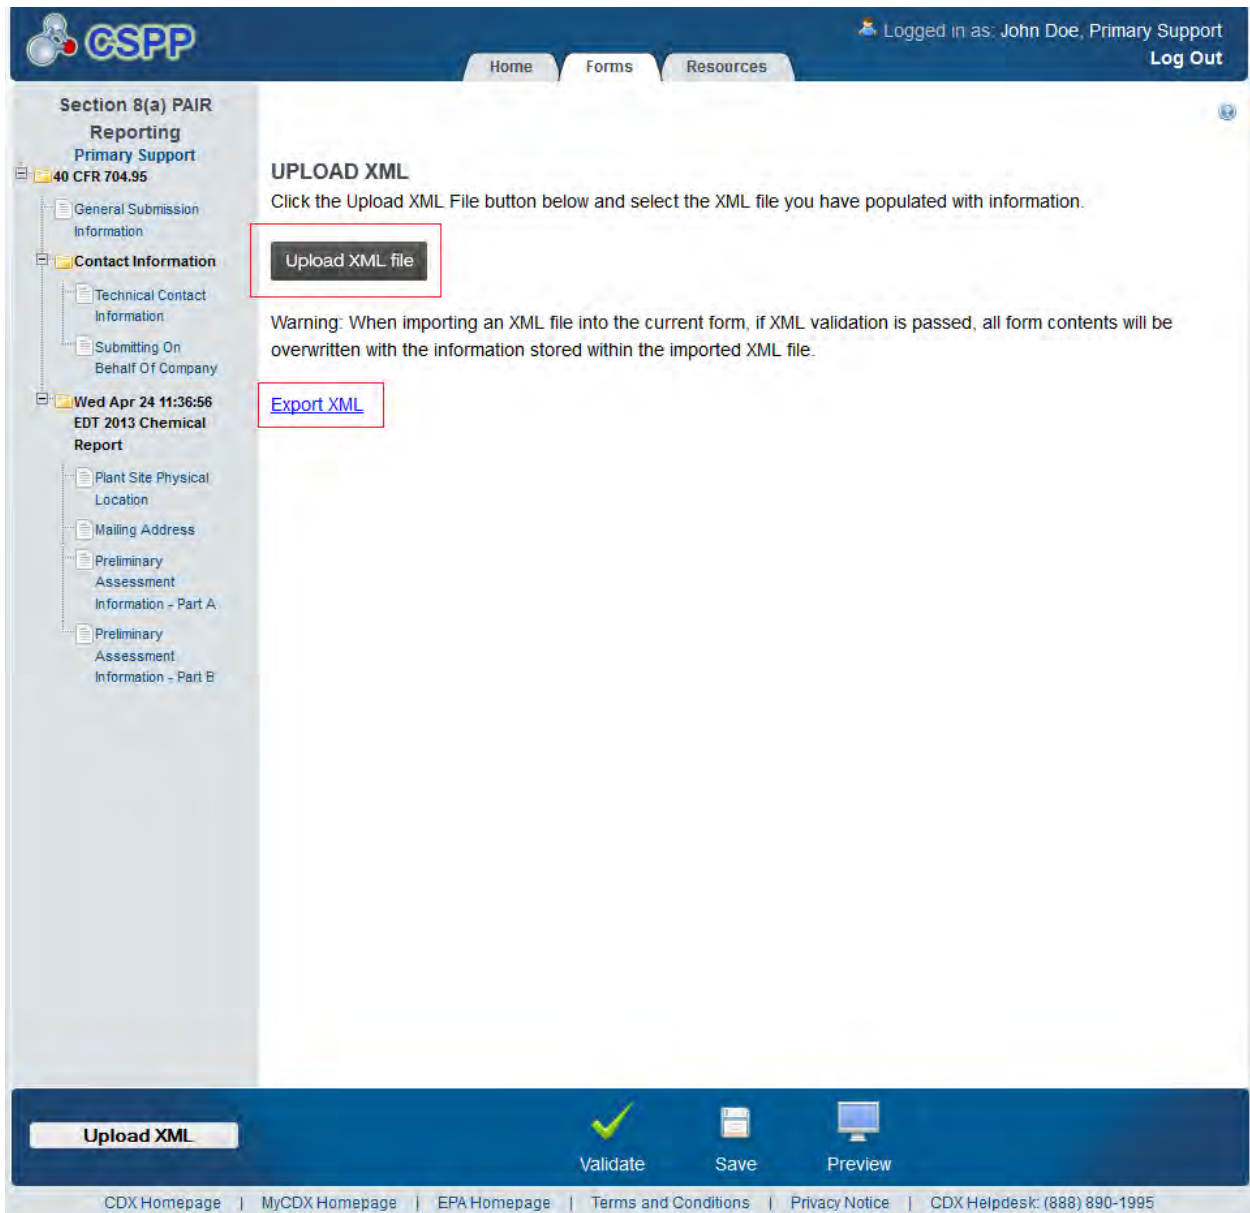 CSPP
Logged in as: John Doe, Primary Support
Log Out
Home
Forms
Resources
Section 8(a) PAIR
Reporting
Primary Support
40 CFR 704.95
General Submission
Information
Contact Information
Technical Contact
Information
Submitting On
Behalf Of Company
Wed Apr 24 11:36:56
EDT 2013 Chemical
Report
Plant Site Physical
Location
Mailing Address
Preliminary
Assessment
Information - Part A
Preliminary
Assessment
Information - Part B
UPLOAD XML
Click the Upload XML File button below and select the XML file you have populated with information.
Upload XML file
Warning: When importing an XML file into the current form, if XML validation is passed, all form contents will be
overwritten with the information stored within the imported XML file.
Export XML
Upload XML
Validate
Save
Preview
CDX Homepage | MyCDX Homepage | EPA Homepage | Terms and Conditions | Privacy Notice | CDX Helpdesk: (888) 890-1995